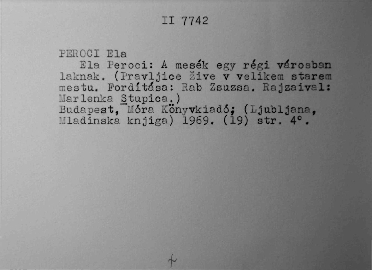 II 7742
PEROCI Ela
Ela Peroci: A mesék egy régi városban
laknak. (Pravljice žive v velikem starem
mestu. Fordítása: Rab Zsuzsa. Rajzaival:
Marlenka Stupica.)
Budapest, Móra Könyvkiadó; (Ljubljana,
Mladinska knjiga) 1969. (19) str. 4°.